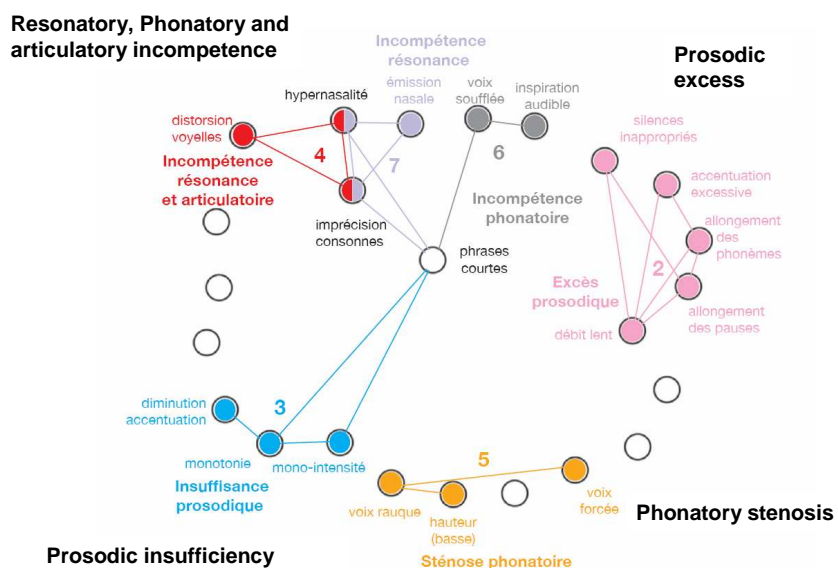 Resonatory, Phonatory and
articulatory incompetence
Incompétence
résonance
Prosodic
excess
hypernasalité
émission
nasale
voix
soufflée
inspiration
audible
distorsion
voyelles
silences
inappropriés
4
7
6
Incompétence
résonance
et articulatoire
accentuation
excessive
imprécision
consonnes
Incompétence
phonatoire
allongement
des
phonèmes
phrases
courtes
2
Excès
prosodique
débit lent
allongement
des pauses
diminution
accentuation
3
monotonie
mono-intensité
Insuffisance
prosodique
5
voix rauque
hauteur
(basse)
voix
forcée
Phonatory stenosis
Prosodic insufficiency
Sténose phonatoire